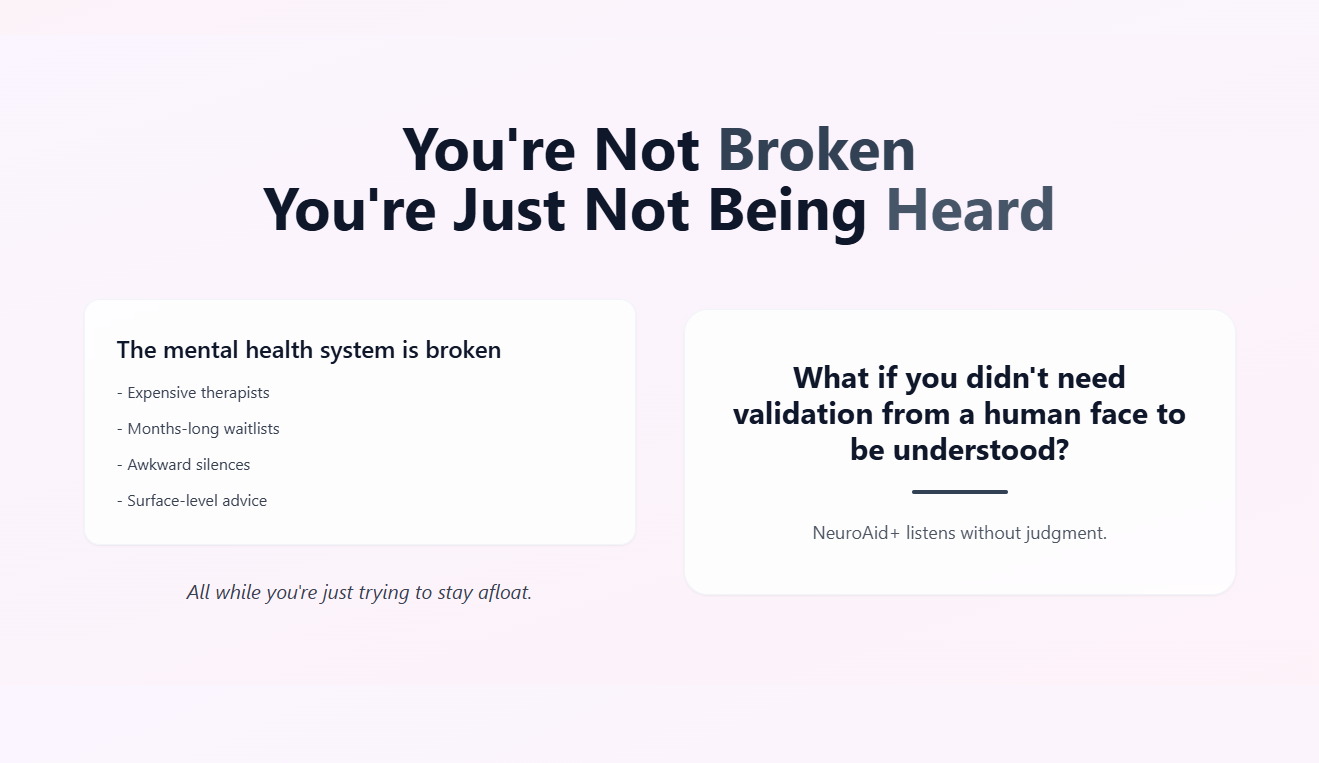 You're Not Broken
You're Just Not Being Heard
The mental health system is broken
- Expensive therapists
- Months-long waitlists
- Awkward silences
- Surface-level advice
All while you're just trying to stay afloat.
What if you didn't need
validation from a human face to
be understood?
NeuroAid+ listens without judgment.